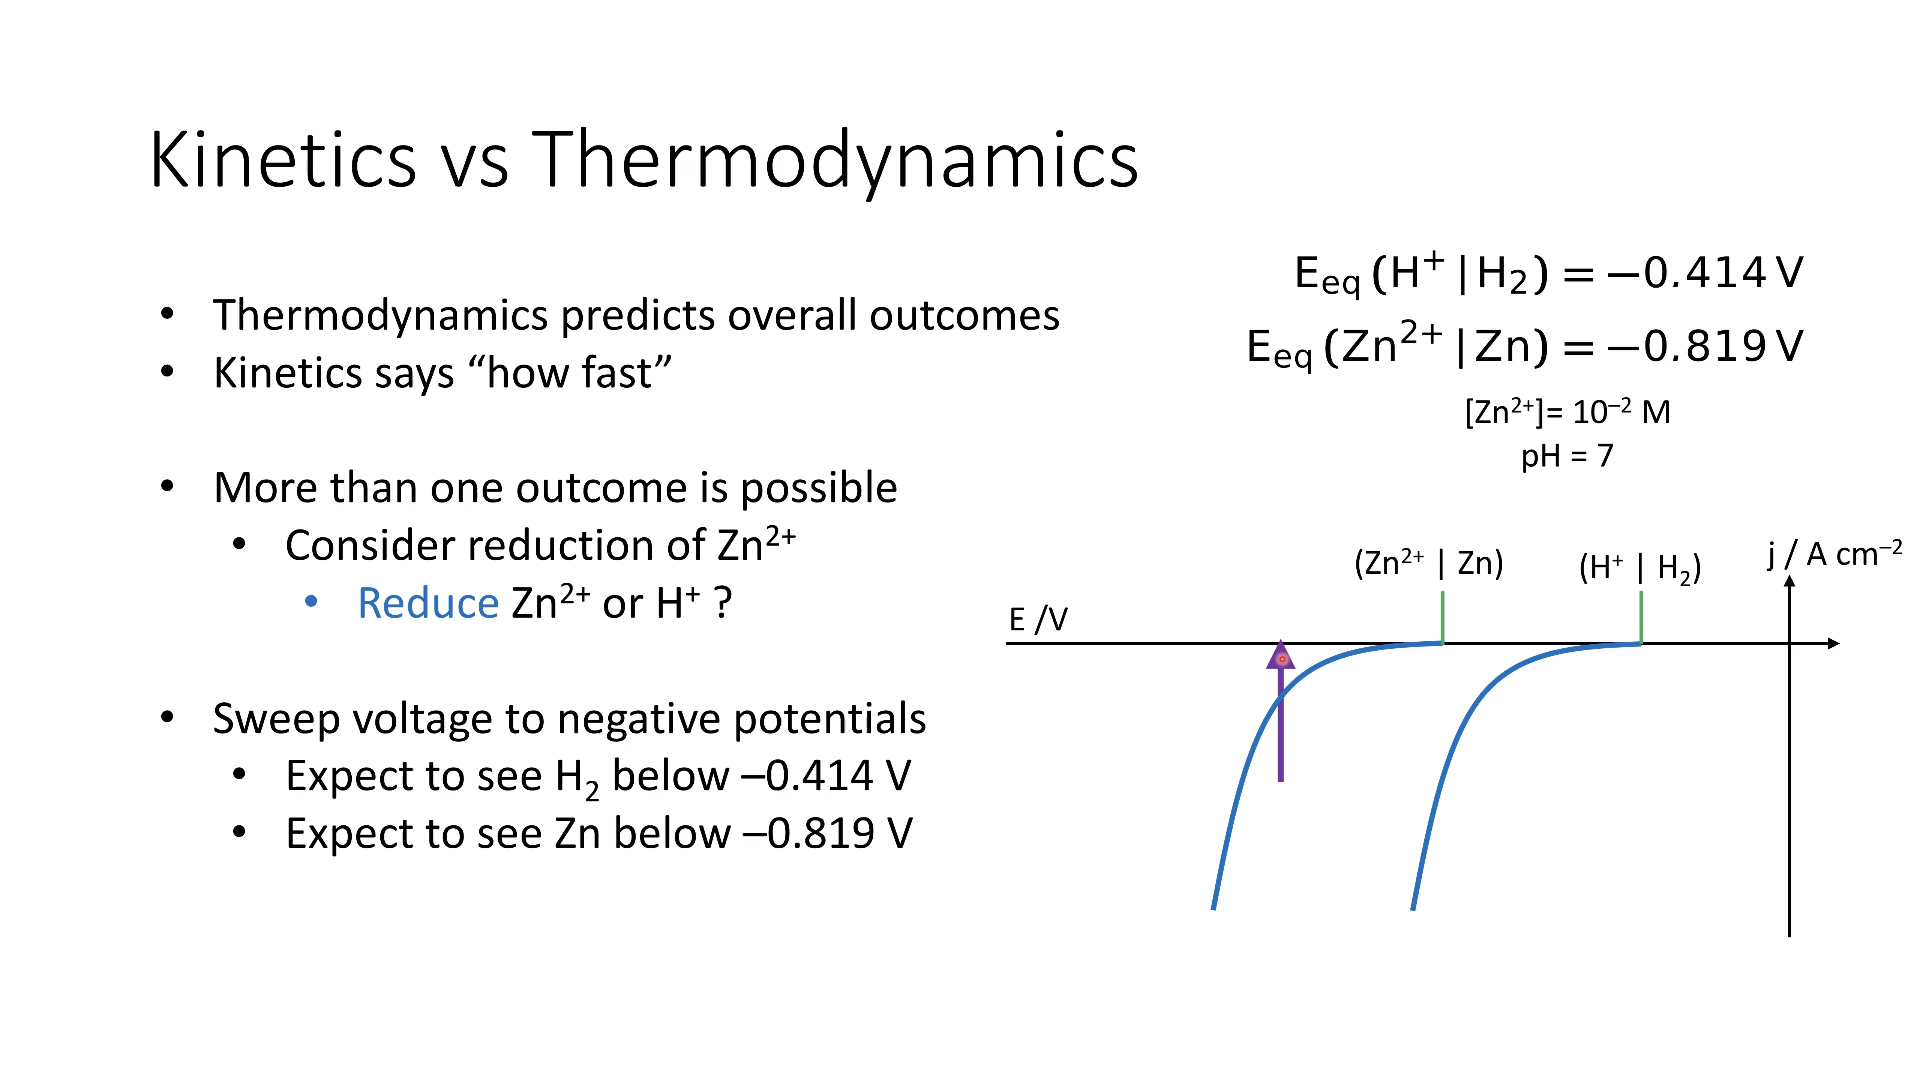 Kinetics vs Thermodynamics
• Thermodynamics predicts overall outcomes
• Kinetics says “how fast”
• More than one outcome is possible
• Consider reduction of Zn²⁺
• Reduce Zn²⁺ or H⁺ ?
• Sweep voltage to negative potentials
• Expect to see H₂ below –0.414 V
• Expect to see Zn below –0.819 V
E_eq (H⁺ | H₂) = −0.414 V
E_eq (Zn²⁺ | Zn) = −0.819 V
[Zn²⁺]= 10⁻² M
pH = 7
(Zn²⁺ | Zn)
(H⁺ | H₂)
j / A cm⁻²
E /V